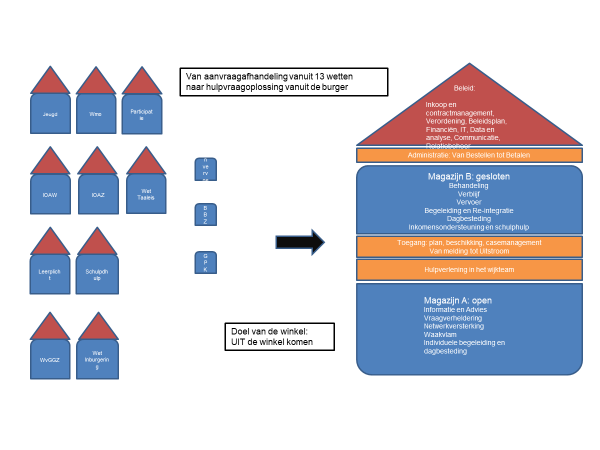 Van aanvraagafhandeling vanuit 13 wetten
naar hulpvraagoplossing vanuit de burger
Jeugd
Wmo
Participat
ie
IOAW
IOAZ
Wet
Taaleis
Leerplich
t
Schuldh
ulp
WvGGZ
Wet
Inburgerin
g
B
B
Z
G
P
K
Doel van de winkel:
UIT de winkel komen
Beleid:
Inkoop en
contractmanagement,
Verordening, Beleidsplan,
Financiën, IT, Data en
analyse, Communicatie,
Relatiebeheer
Administratie: Van Bestellen tot Betalen
Magazijn B: gesloten
Behandeling
Verblijf
Vervoer
Begeleiding en Re-integratie
Dagbesteding
Inkomensondersteuning en schulphulp
Toegang: plan, beschikking, casemanagement
Van melding tot Uitstroom
Hulpverlening in het wijkteam
Magazijn A: open
Informatie en Advies
Vraagverheldering
Netwerkversterking
Waakvlam
Individuele begeleiding en
dagbesteding